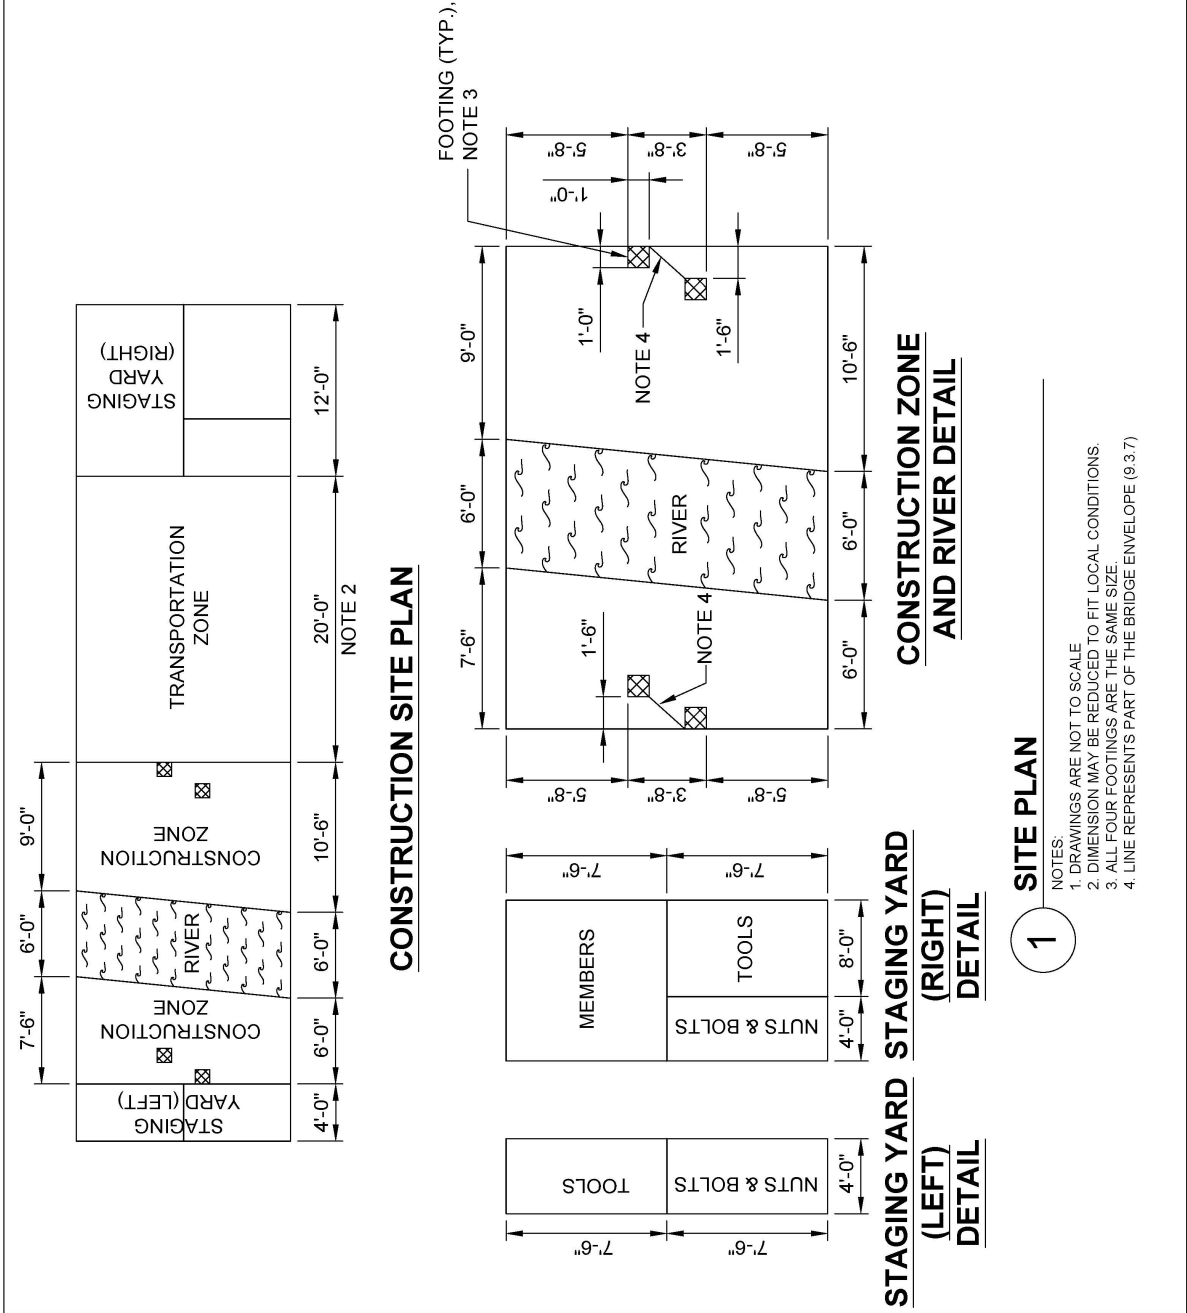 9'-0"
6'-0"
7'-6"
STAGING
YARD (LEFT)
CONSTRUCTION
ZONE
RIVER
CONSTRUCTION
ZONE
TRANSPORTATION
ZONE
STAGING
YARD
(RIGHT)
4'-0"
6'-0"
6'-0"
10'-6"
20'-0"
NOTE 2
12'-0"
CONSTRUCTION SITE PLAN
TOOLS
NUTS & BOLTS
7'-6"
7'-6"
4'-0"
STAGING YARD
(LEFT)
DETAIL
MEMBERS
NUTS & BOLTS
TOOLS
7'-6"
7'-6"
4'-0"
8'-0"
STAGING YARD
(RIGHT)
DETAIL
FOOTING (TYP.),
NOTE 3
7'-6"
6'-0"
9'-0"
5'-8"
3'-8"
5'-8"
1'-6"
NOTE 4
RIVER
NOTE 4
1'-0"
1'-6"
1'-0"
5'-8"
3'-8"
5'-8"
6'-0"
6'-0"
10'-6"
CONSTRUCTION ZONE
AND RIVER DETAIL
1
SITE PLAN
NOTES:
1. DRAWINGS ARE NOT TO SCALE
2. DIMENSION MAY BE REDUCED TO FIT LOCAL CONDITIONS.
3. ALL FOUR FOOTINGS ARE THE SAME SIZE.
4. LINE REPRESENTS PART OF THE BRIDGE ENVELOPE (9.3.7)